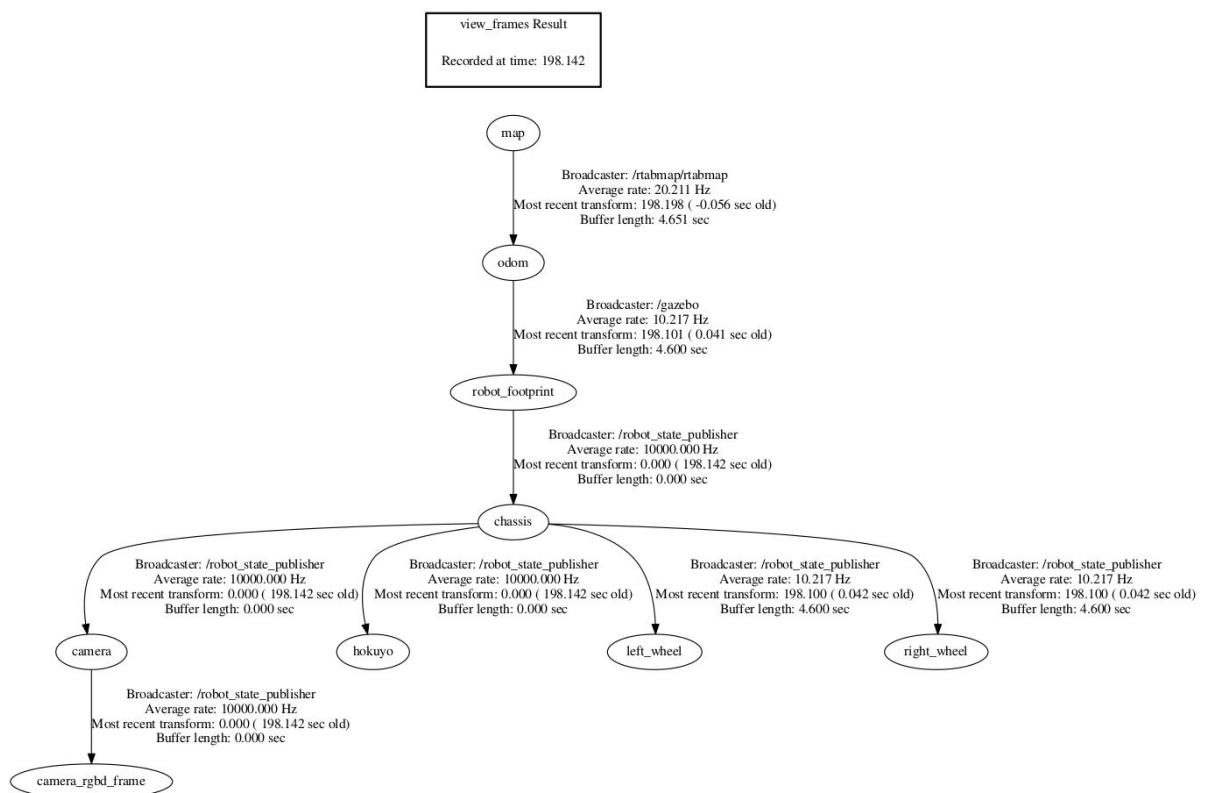 view_frames Result
Recorded at time: 198.142
map
Broadcaster: /rtabmap/rtabmap
Average rate: 20.211 Hz
Most recent transform: 198.198 ( -0.056 sec old)
Buffer length: 4.651 sec
odom
Broadcaster: /gazebo
Average rate: 10.217 Hz
Most recent transform: 198.101 ( 0.041 sec old)
Buffer length: 4.600 sec
robot_footprint
Broadcaster: /robot_state_publisher
Average rate: 10000.000 Hz
Most recent transform: 0.000 ( 198.142 sec old)
Buffer length: 0.000 sec
chassis
Broadcaster: /robot_state_publisher
Average rate: 10000.000 Hz
Most recent transform: 0.000 ( 198.142 sec old)
Buffer length: 0.000 sec
Broadcaster: /robot_state_publisher
Average rate: 10000.000 Hz
Most recent transform: 0.000 ( 198.142 sec old)
Buffer length: 0.000 sec
Broadcaster: /robot_state_publisher
Average rate: 10.217 Hz
Most recent transform: 198.100 ( 0.042 sec old)
Buffer length: 4.600 sec
Broadcaster: /robot_state_publisher
Average rate: 10.217 Hz
Most recent transform: 198.100 ( 0.042 sec old)
Buffer length: 4.600 sec
camera
hokuyo
left_wheel
right_wheel
Broadcaster: /robot_state_publisher
Average rate: 10000.000 Hz
Most recent transform: 0.000 ( 198.142 sec old)
Buffer length: 0.000 sec
camera_rgbd_frame